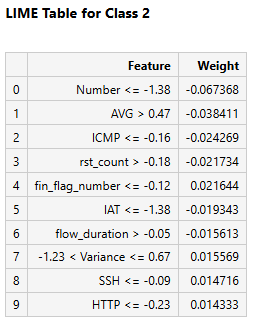 LIME Table for Class 2
Feature Weight
0 Number <= -1.38 -0.067368
1 AVG > 0.47 -0.038411
2 ICMP <= -0.16 -0.024269
3 rst_count > -0.18 -0.021734
4 fin_flag_number <= -0.12 0.021644
5 IAT <= -1.38 -0.019343
6 flow_duration > -0.05 -0.015613
7 -1.23 < Variance <= 0.67 0.015569
8 SSH <= -0.09 0.014716
9 HTTP <= -0.23 0.014333